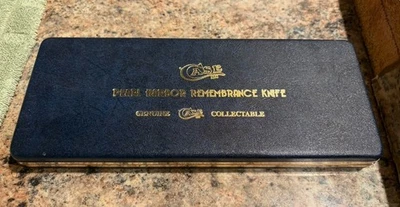 CASE
PEARL HARBOR REMEMBRANCE KNIFE
GENUINE CASE COLLECTABLE